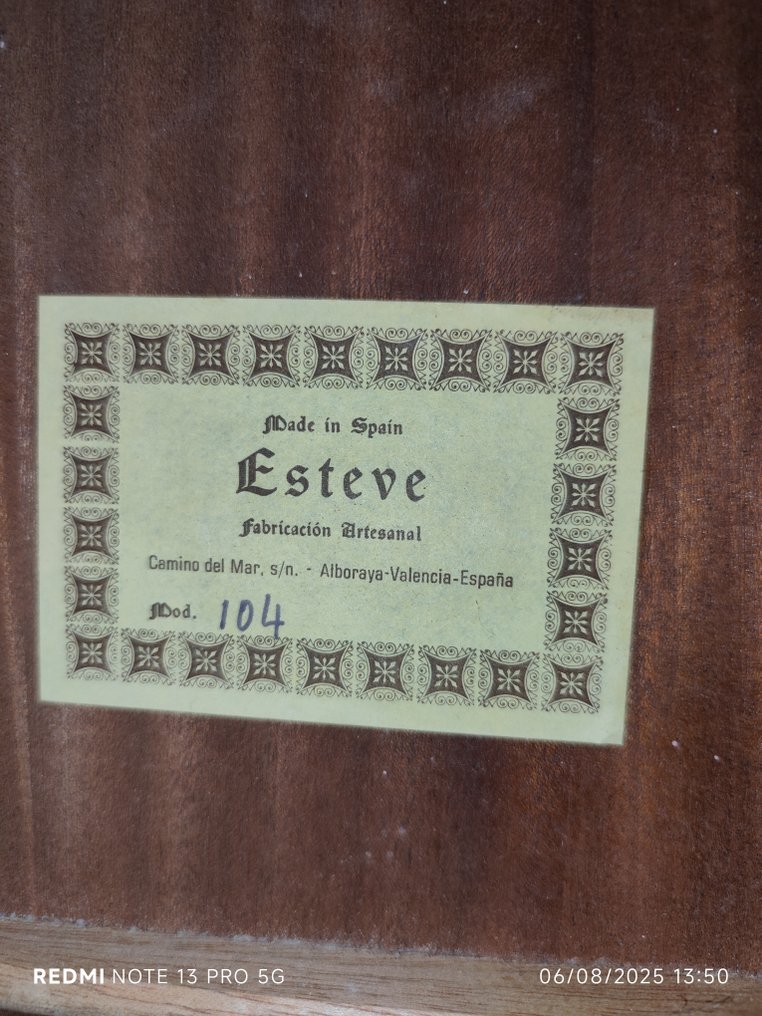 Made in Spain
Esteve
Fabricación Artesanal
Camino del Mar, s/n. - Alboraya-Valencia-España
Mod. 104
REDMI NOTE 13 PRO 5G
06/08/2025 13:50